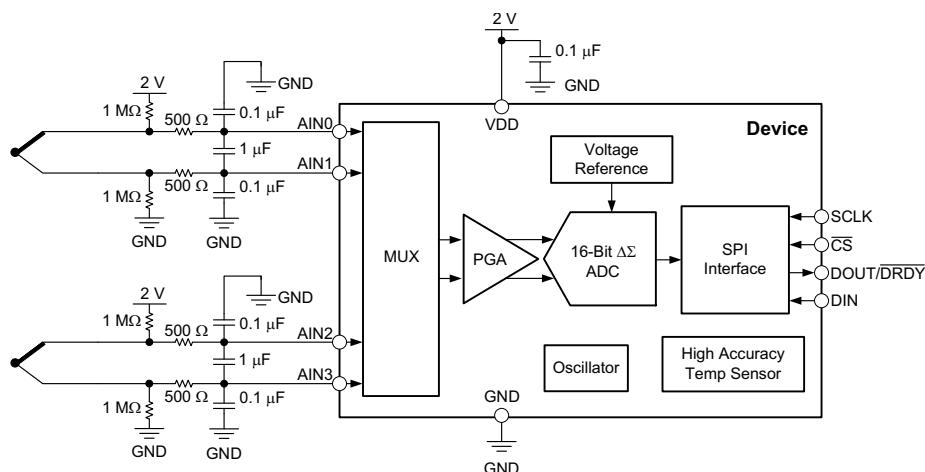 2 V
0.1 μF
GND
GND
2 V
1 MΩ
500 Ω
0.1 μF
AIN0
VDD
Device
1 μF
Voltage
Reference
AIN1
500 Ω
0.1 μF
1 MΩ
GND
GND
MUX
PGA
16-Bit ΔΣ
ADC
SPI
Interface
SCLK
CS
DOUT/DRDY
DIN
2 V
GND
1 MΩ
500 Ω
0.1 μF
AIN2
1 μF
Oscillator
High Accuracy
Temp Sensor
AIN3
500 Ω
0.1 μF
1 MΩ
GND
GND
GND
GND